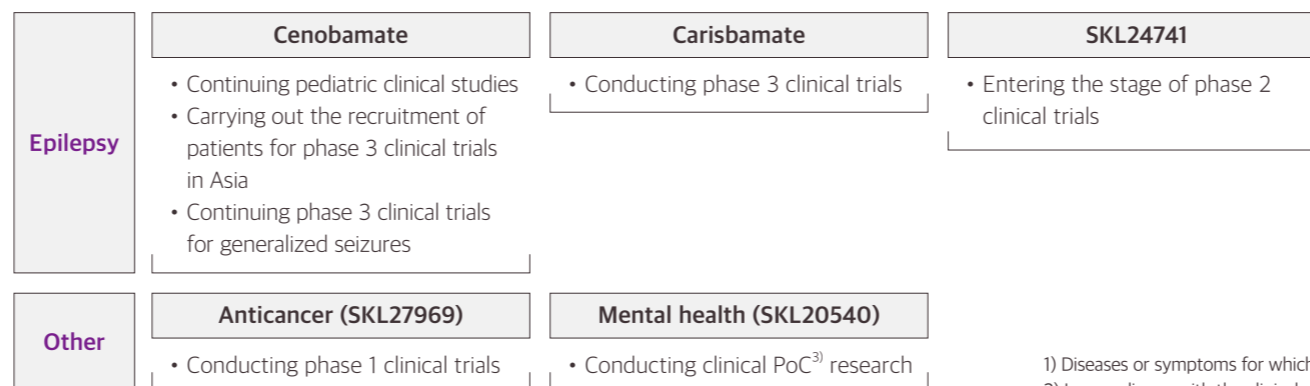 Epilepsy
Cenobamate
• Continuing pediatric clinical studies
• Carrying out the recruitment of
patients for phase 3 clinical trials
in Asia
• Continuing phase 3 clinical trials
for generalized seizures
Carisbamate
• Conducting phase 3 clinical trials
SKL24741
• Entering the stage of phase 2
clinical trials
Other
Anticancer (SKL27969)
• Conducting phase 1 clinical trials
Mental health (SKL20540)
• Conducting clinical PoC3) research
1) Diseases or symptoms for which